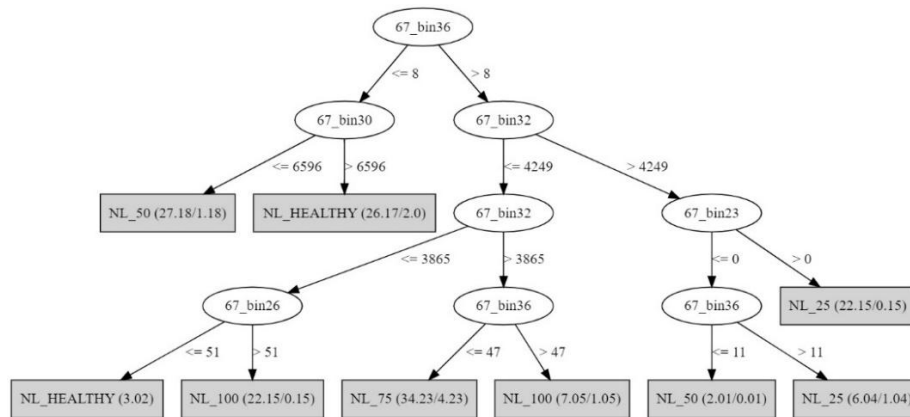 67_bin36
<= 8 > 8
67_bin30 67_bin32
<= 6596 > 6596 <= 4249 > 4249
NL_50 (27.18/1.18) NL_HEALTHY (26.17/2.0) 67_bin32 67_bin23
<= 3865 > 3865 <= 0 > 0
67_bin26 67_bin36 67_bin36 NL_25 (22.15/0.15)
<= 51 > 51 <= 47 > 47 <= 11 > 11
NL_HEALTHY (3.02) NL_100 (22.15/0.15) NL_75 (34.23/4.23) NL_100 (7.05/1.05) NL_50 (2.01/0.01) NL_25 (6.04/1.04)